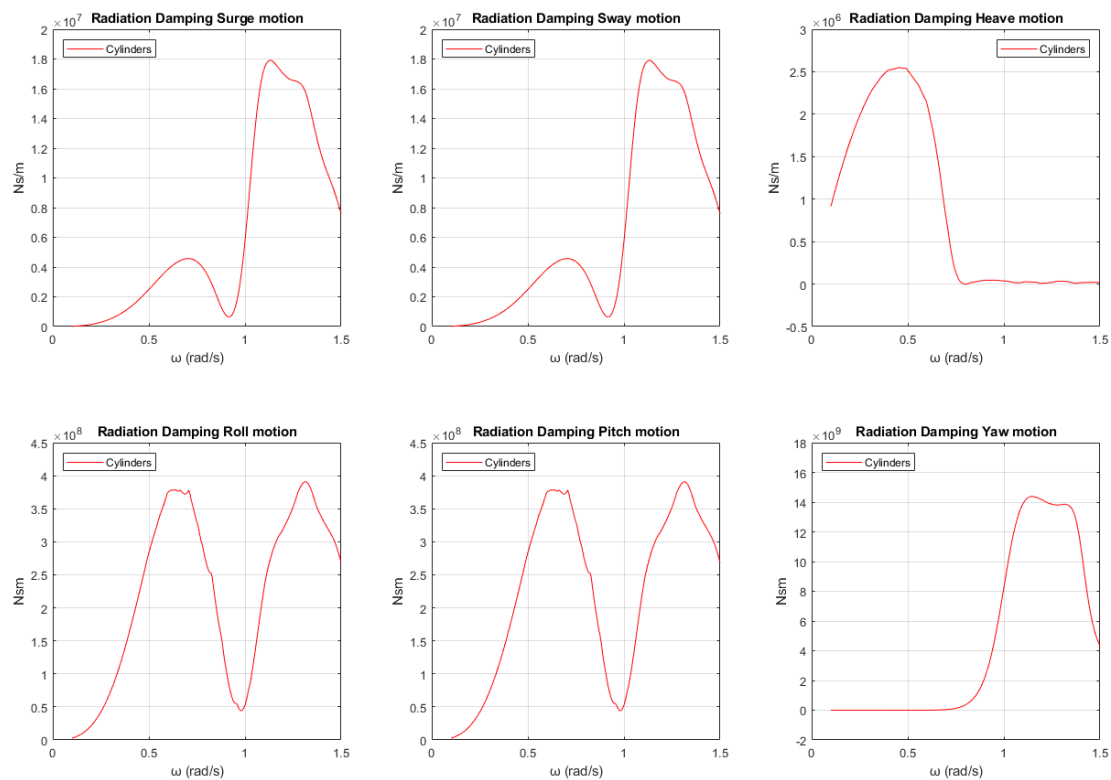 Radiation Damping Surge motion
×10^7
2
1.8
1.6
1.4
1.2
1
0.8
0.6
0.4
0.2
0
Ns/m
Cylinders
0 0.5 1 1.5
ω (rad/s)
Radiation Damping Sway motion
×10^7
2
1.8
1.6
1.4
1.2
1
0.8
0.6
0.4
0.2
0
Ns/m
Cylinders
0 0.5 1 1.5
ω (rad/s)
Radiation Damping Heave motion
×10^6
3
2.5
2
1.5
1
0.5
0
-0.5
Ns/m
Cylinders
0 0.5 1 1.5
ω (rad/s)
Radiation Damping Roll motion
×10^8
4.5
4
3.5
3
2.5
2
1.5
1
0.5
0
Nsm
Cylinders
0 0.5 1 1.5
ω (rad/s)
Radiation Damping Pitch motion
×10^8
4.5
4
3.5
3
2.5
2
1.5
1
0.5
0
Nsm
Cylinders
0 0.5 1 1.5
ω (rad/s)
Radiation Damping Yaw motion
×10^9
18
16
14
12
10
8
6
4
2
0
-2
Nsm
Cylinders
0 0.5 1 1.5
ω (rad/s)